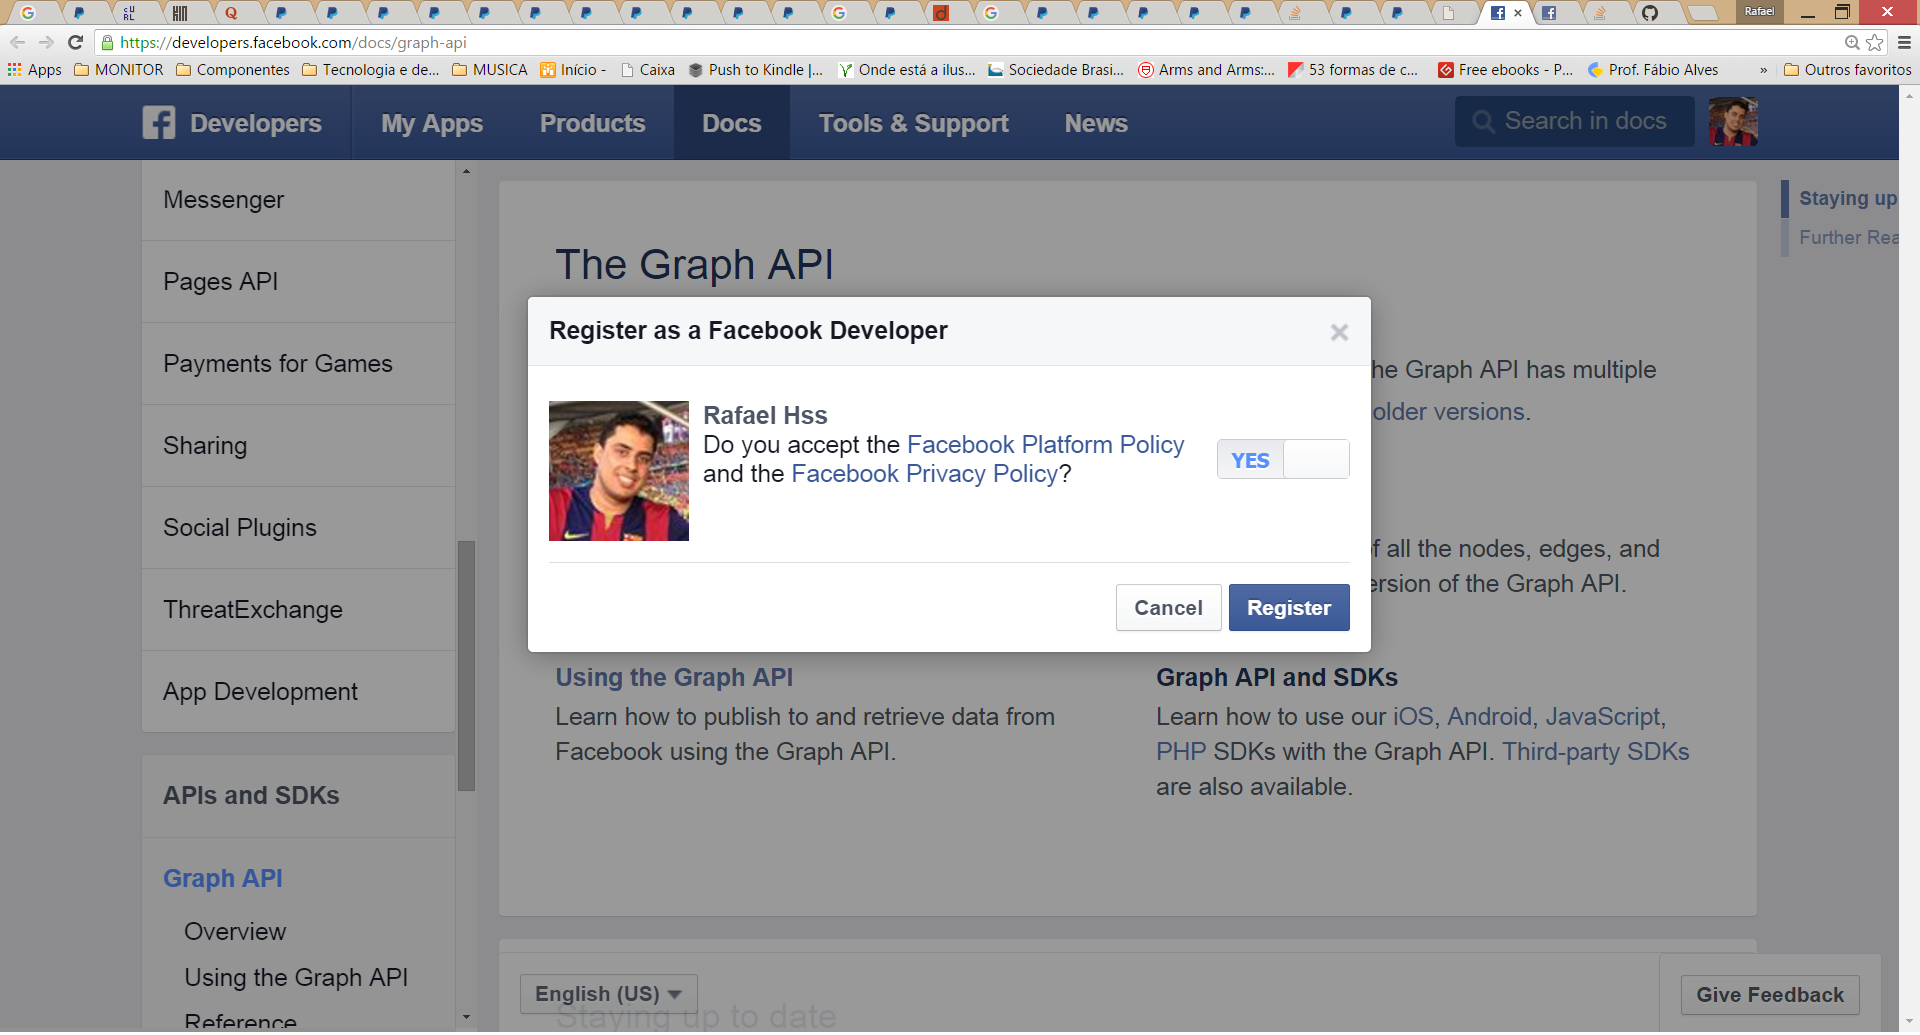 Rafael
https://developers.facebook.com/docs/graph-api
Apps
MONITOR
Componentes
Tecnologia e de...
MUSICA
Início -
Caixa
Push to Kindle |...
Onde está a ilus...
Sociedade Brasi...
Arms and Arms:...
53 formas de c...
Free ebooks - P...
Prof. Fábio Alves
»
Outros favoritos
Developers
My Apps
Products
Docs
Tools & Support
News
Search in docs
Messenger
Pages API
Payments for Games
Sharing
Social Plugins
ThreatExchange
App Development
APIs and SDKs
Graph API
Overview
Using the Graph API
Reference
The Graph API
he Graph API has multiple
older versions.
Register as a Facebook Developer
Rafael Hss
Do you accept the Facebook Platform Policy
and the Facebook Privacy Policy?
YES
Cancel
Register
f all the nodes, edges, and
ersion of the Graph API.
Using the Graph API
Learn how to publish to and retrieve data from
Facebook using the Graph API.
Graph API and SDKs
Learn how to use our iOS, Android, JavaScript,
PHP SDKs with the Graph API. Third-party SDKs
are also available.
Staying up
Further Rea
English (US)
Staying up to date
Give Feedback